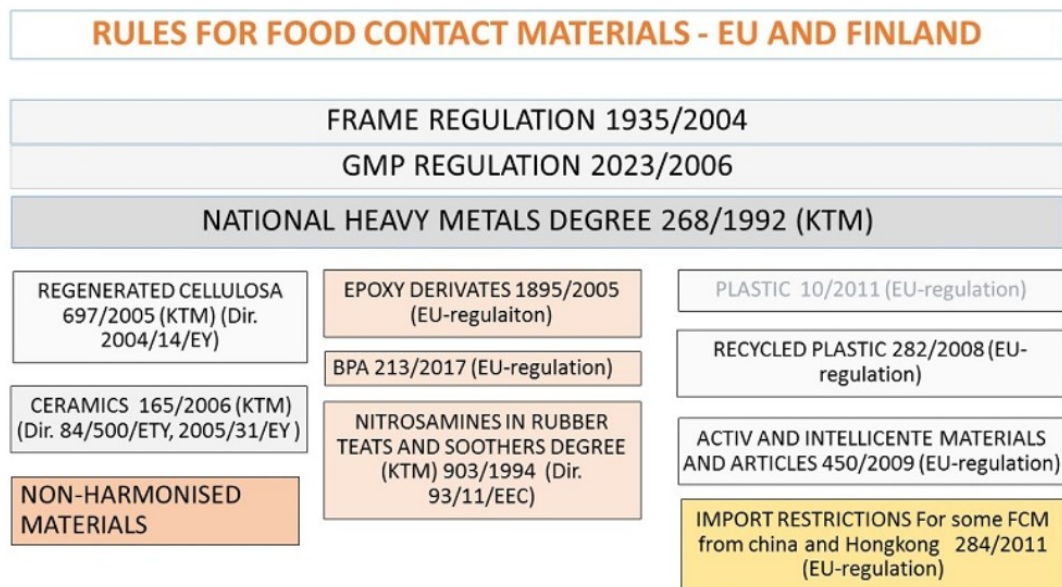 RULES FOR FOOD CONTACT MATERIALS - EU AND FINLAND
FRAME REGULATION 1935/2004
GMP REGULATION 2023/2006
NATIONAL HEAVY METALS DEGREE 268/1992 (KTM)
REGENERATED CELLULOSA
697/2005 (KTM) (Dir.
2004/14/EY)
CERAMICS 165/2006 (KTM)
(Dir. 84/500/ETY, 2005/31/EY )
NON-HARMONISED
MATERIALS
EPOXY DERIVATES 1895/2005
(EU-regulaiton)
BPA 213/2017 (EU-regulation)
NITROSAMINES IN RUBBER
TEATS AND SOOTHERS DEGREE
(KTM) 903/1994 (Dir.
93/11/EEC)
PLASTIC 10/2011 (EU-regulation)
RECYCLED PLASTIC 282/2008 (EU-
regulation)
ACTIV AND INTELLICENTE MATERIALS
AND ARTICLES 450/2009 (EU-regulation)
IMPORT RESTRICTIONS For some FCM
from china and Hongkong 284/2011
(EU-regulation)